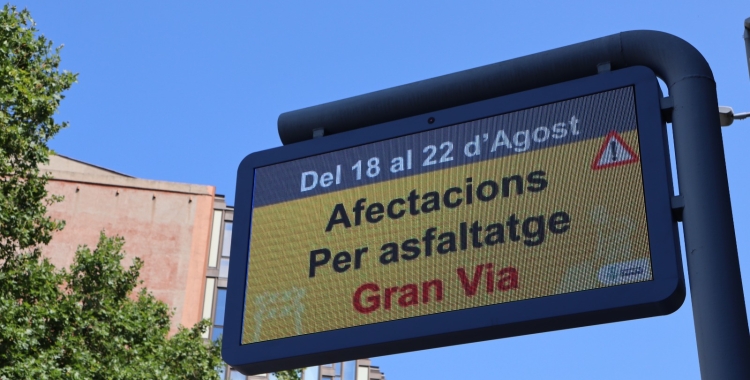 Del 18 al 22 d'Agost
Afectacions
Per asfaltatge
Gran Via